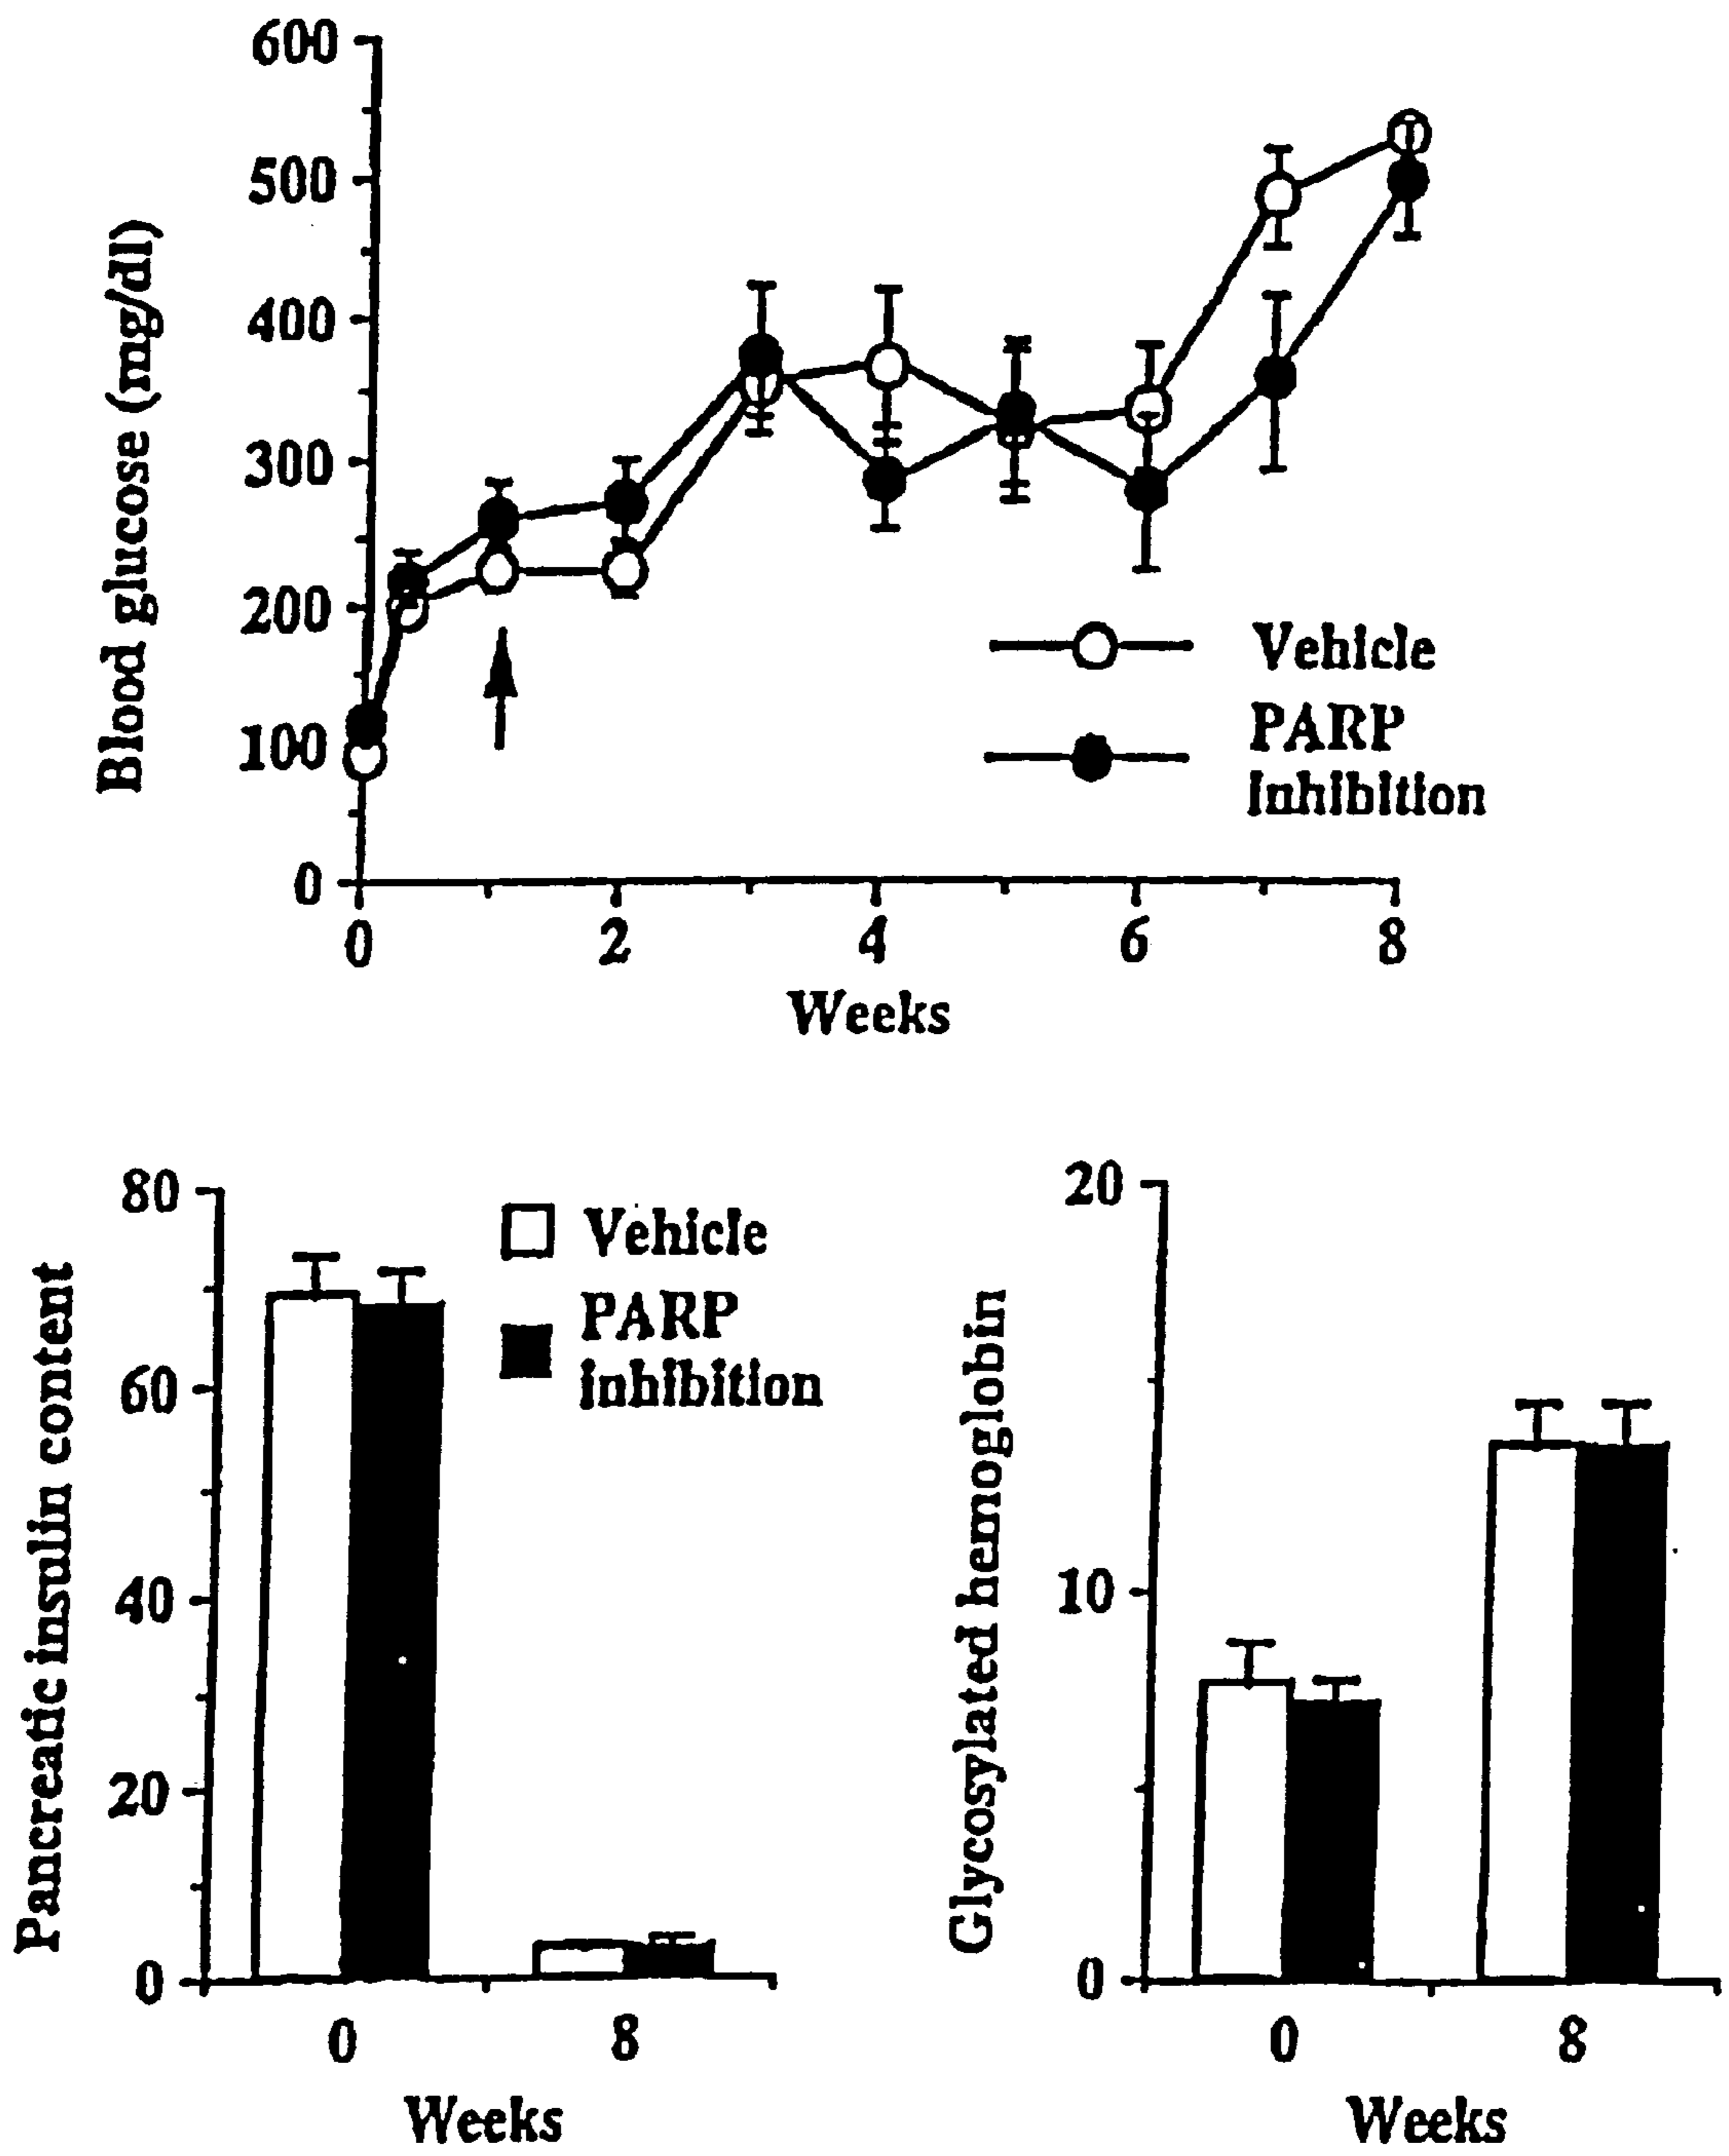 600
500
400
300
200
100
0
Blood glucose (mg/dl)
0 2 4 6 8
Weeks
Vehicle
PARP
inhibition
80
60
40
20
0
Pancreatic insulin content
Vehicle
PARP
inhibition
0 8
Weeks
20
10
0
Glycosylated hemoglobin
0 8
Weeks